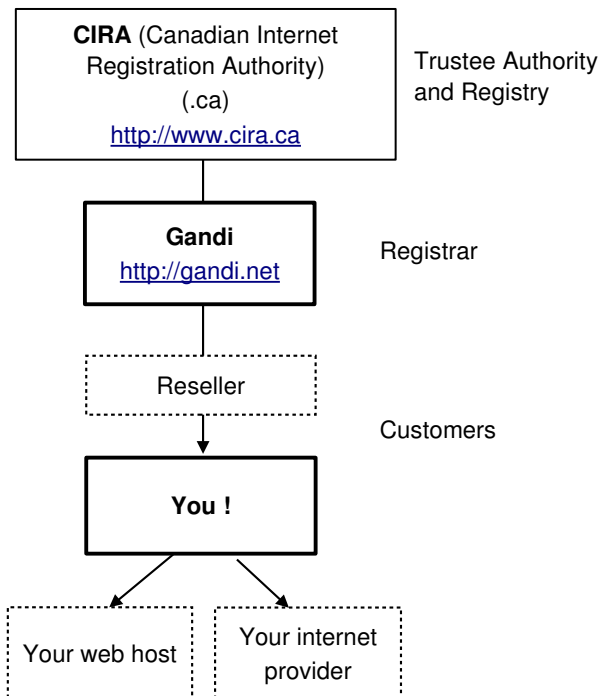 CIRA (Canadian Internet
Registration Authority)
(.ca)
http://www.cira.ca
Trustee Authority
and Registry
Gandi
http://gandi.net
Registrar
Reseller
Customers
You !
Your web host
Your internet
provider